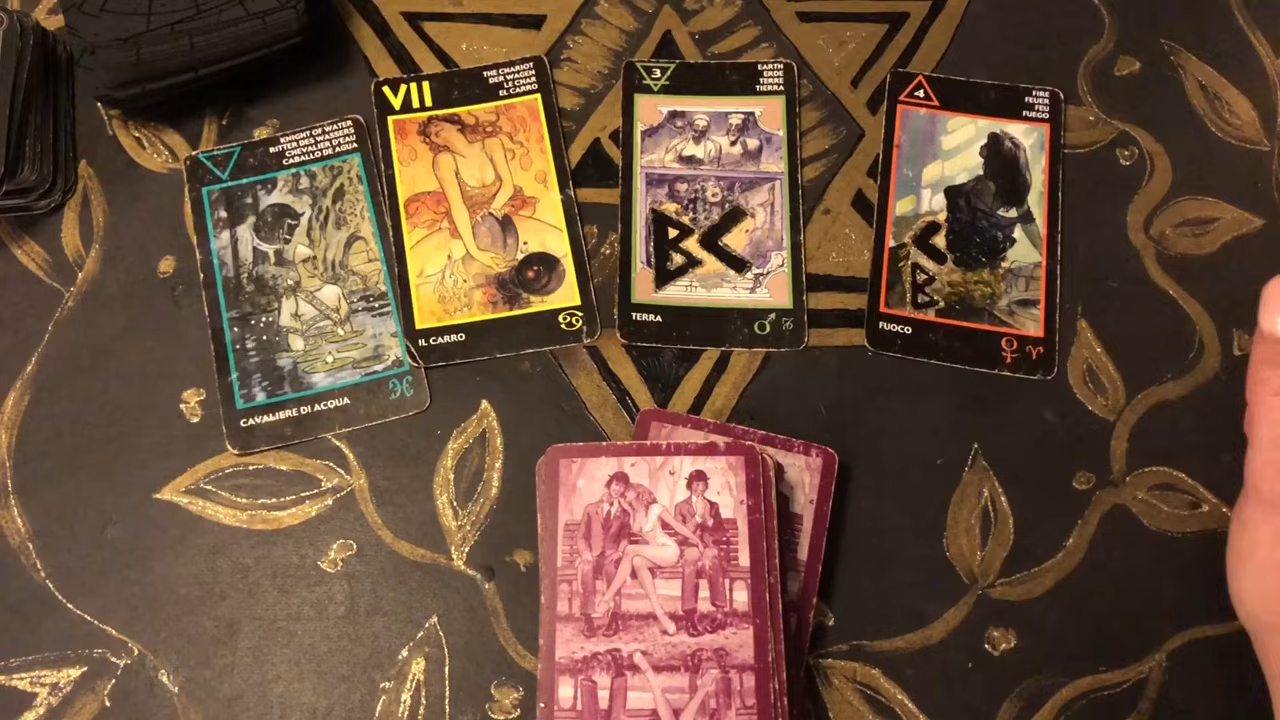 KNIGHT OF WATER
RITTER DES WASSERS
CHEVALIER D'EAU
CABALLO DE AGUA
CAVALIERE DI ACQUA
VII
THE CHARIOT
DER WAGEN
LE CHAR
EL CARRO
IL CARRO
3
EARTH
ERDE
TERRE
TIERRA
BC
TERRA
4
FIRE
FEUER
FEU
FUEGO
C
B
FUOCO